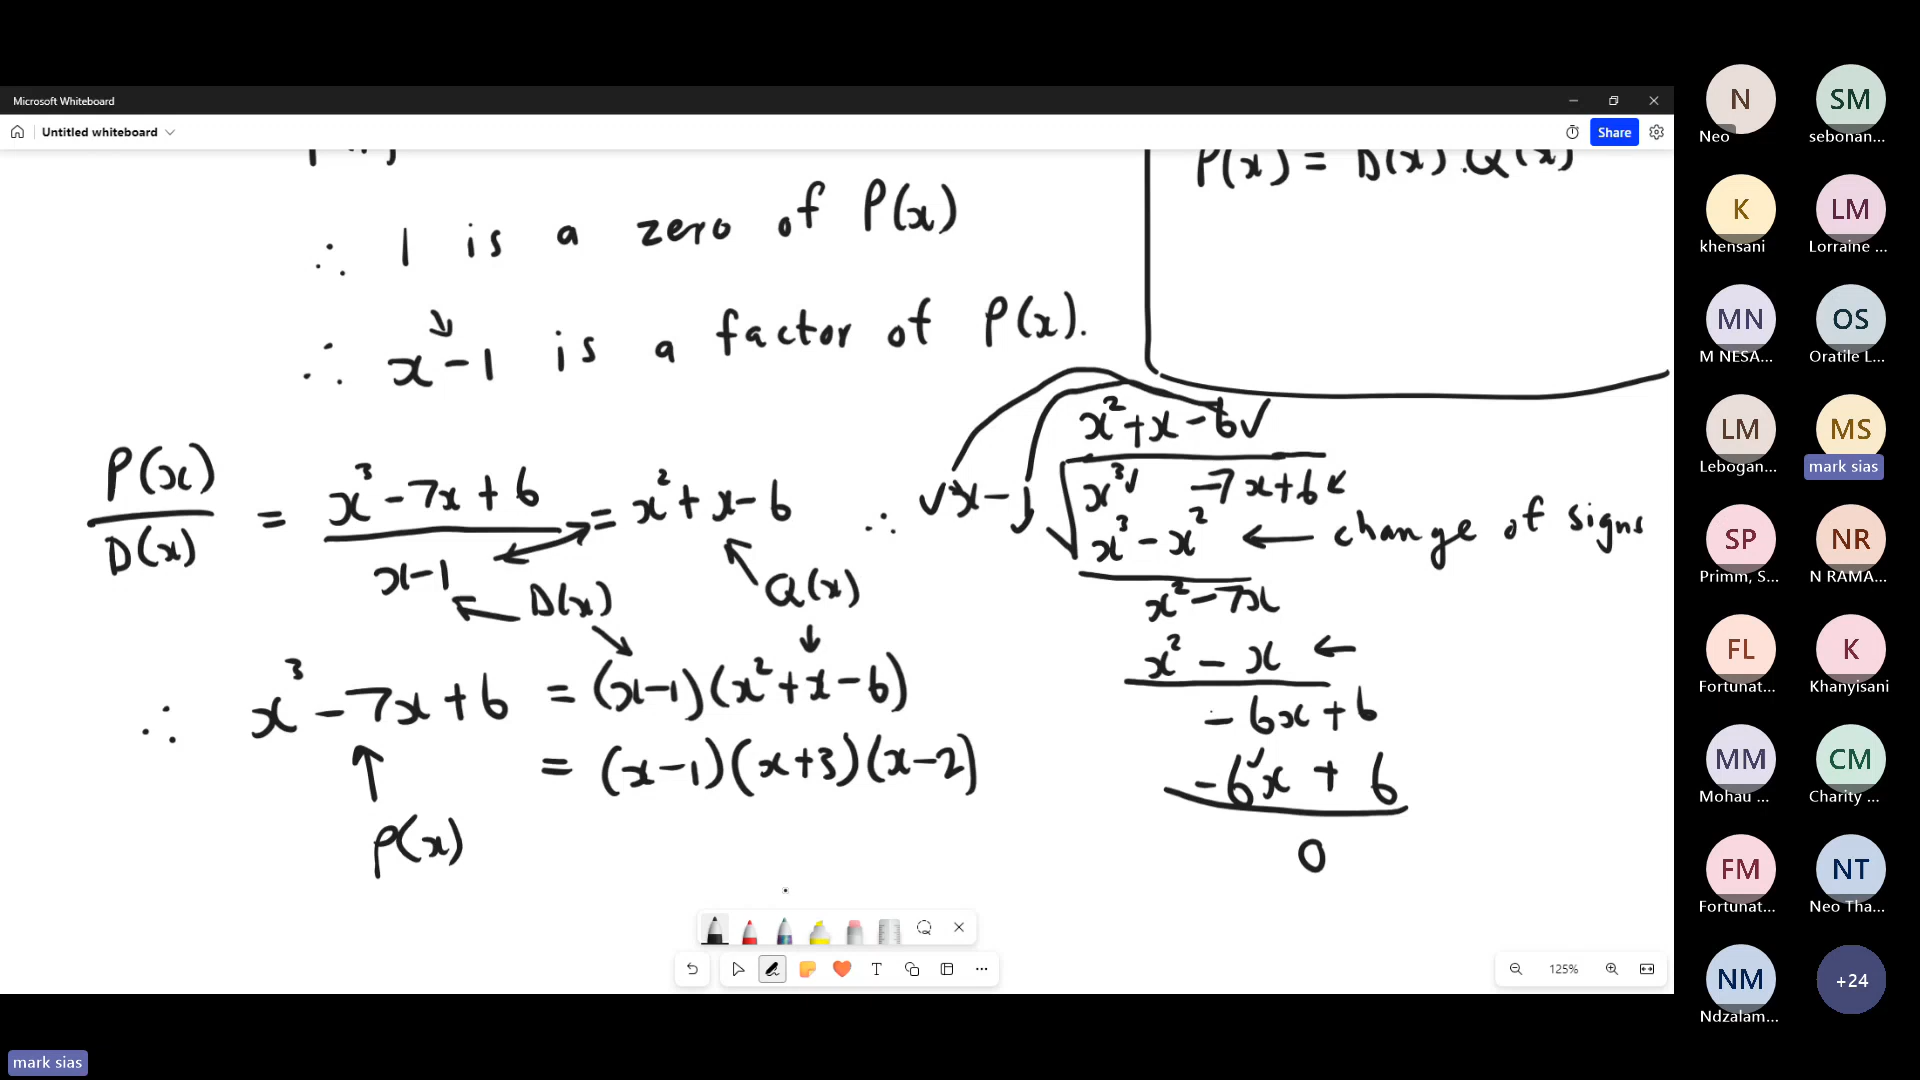 Microsoft Whiteboard
Untitled whiteboard
Share
P(x) = D(x).Q(x)
∴ 1 is a zero of P(x)
∴ x-1 is a factor of P(x).
P(x)/D(x) = (x³-7x+6)/(x-1) = x²+x-6
D(x)
Q(x)
∴ x³-7x+6 = (x-1)(x²+x-6)
= (x-1)(x+3)(x-2)
P(x)
x²+x-6✓
∴ ✓x-1 √ x³✓ -7x+6 ↙
x³-x² ← change of signs
x²-7x
x²-x ←
-6x+6
-6✓x+6
0
125%
N
Neo
SM
sebonan...
K
khensani
LM
Lorraine ...
MN
M NESA...
OS
Oratile L...
LM
Lebogan...
MS
mark sias
SP
Primm, S...
NR
N RAMA...
FL
Fortunat...
K
Khanyisani
MM
Mohau ...
CM
Charity ...
FM
Fortunat...
NT
Neo Tha...
NM
Ndzalam...
+24
mark sias